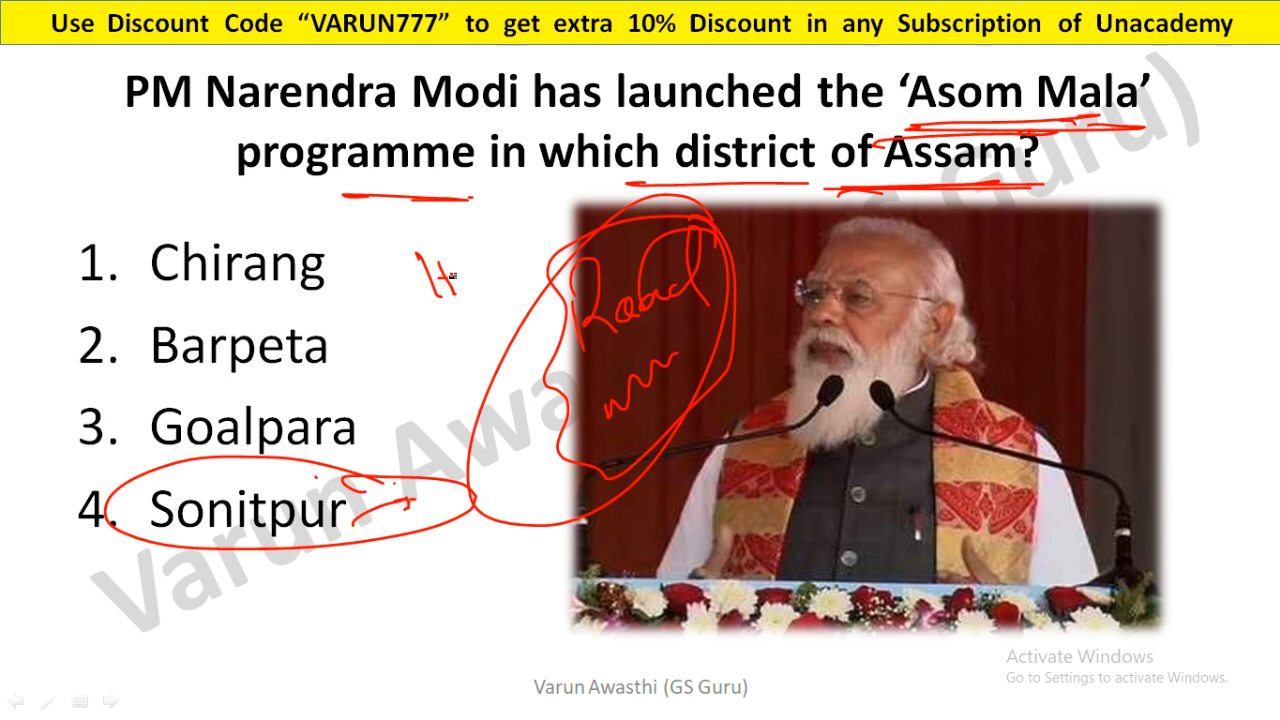 Use Discount Code “VARUN777” to get extra 10% Discount in any Subscription of Unacademy
PM Narendra Modi has launched the ‘Asom Mala’
programme in which district of Assam?
1. Chirang
2. Barpeta
3. Goalpara
4. Sonitpur
Road
Varun Awasthi (GS Guru)
Activate Windows
Go to Settings to activate Windows.
Varun Awasthi (GS Guru)